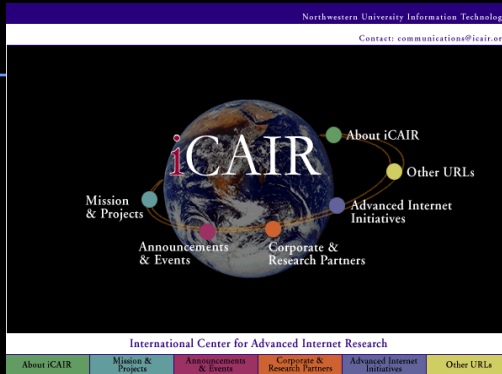 Northwestern University Information Technolog
Contact: communications@icair.or
iCAIR
About iCAIR
Other URLs
Mission
& Projects
Advanced Internet
Initiatives
Announcements
& Events
Corporate &
Research Partners
International Center for Advanced Internet Research
About iCAIR
Mission &
Projects
Announcements
& Events
Corporate &
Research Partners
Advanced Internet
Initiatives
Other URLs